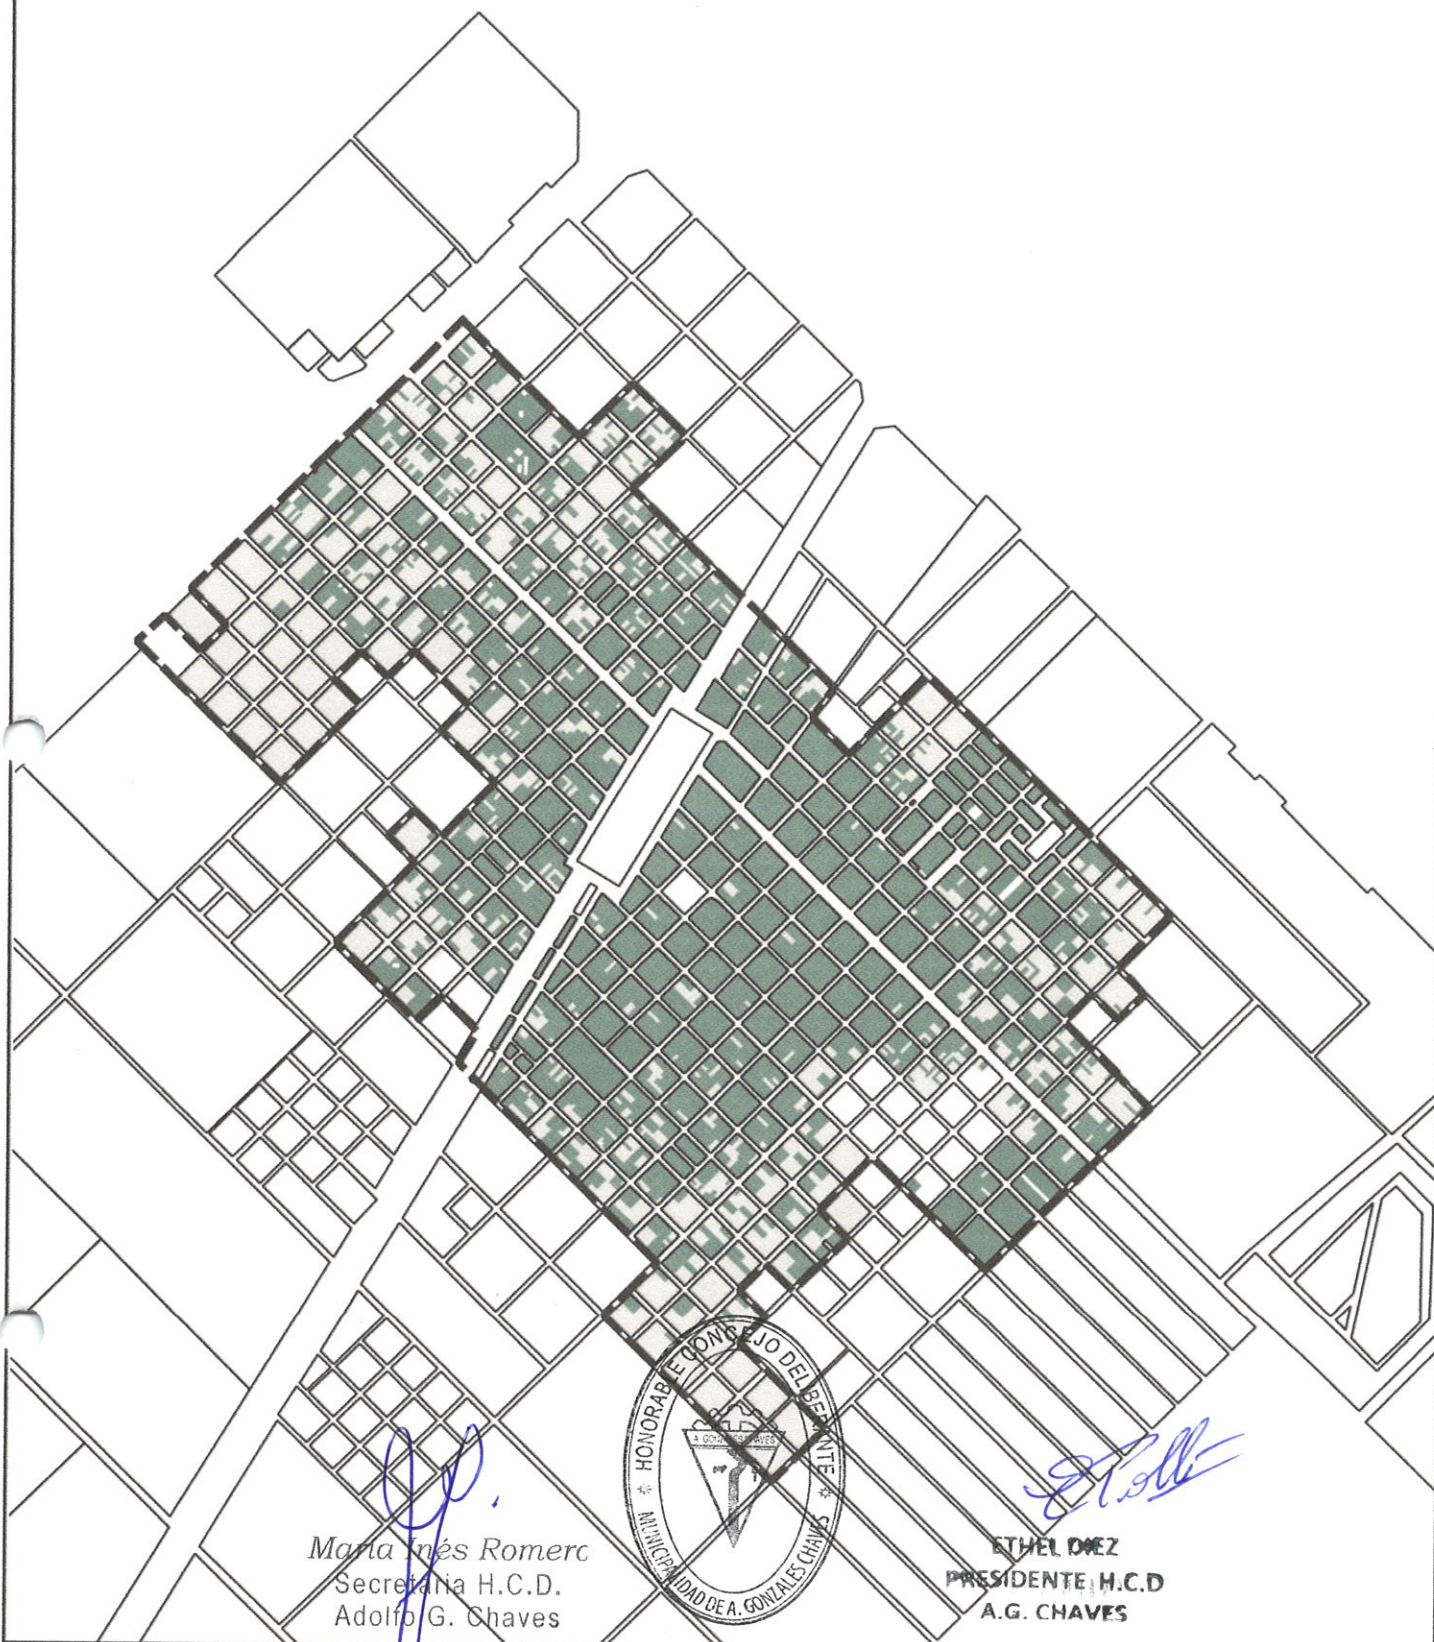 HONORABLE CONCEJO DELIBERANTE
A. GONZALES CHAVES
MUNICIPALIDAD DE A. GONZALES CHAVES
María Inés Romero
Secretaria H.C.D.
Adolfo G. Chaves
ETHEL DIEZ
PRESIDENTE H.C.D
A.G. CHAVES